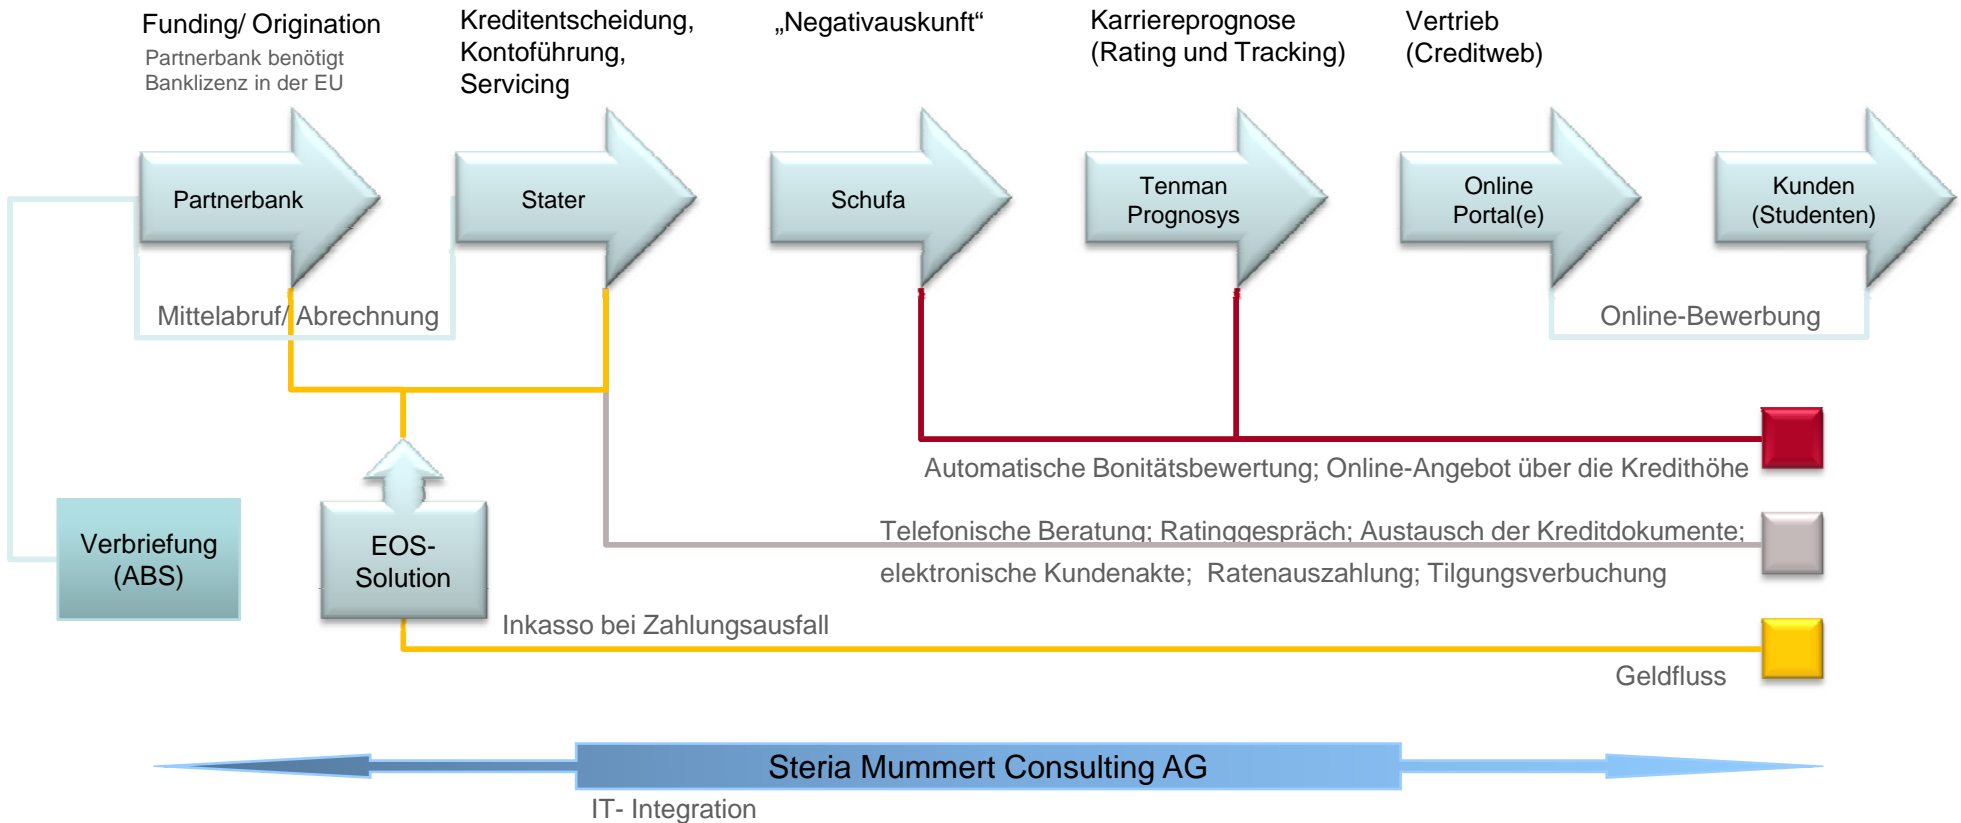 Funding/ Origination
Partnerbank benötigt
Banklizenz in der EU
Kreditentscheidung,
Kontoführung,
Servicing
„Negativauskunft“
Karriereprognose
(Rating und Tracking)
Vertrieb
(Creditweb)
Partnerbank
Stater
Schufa
Tenman
Prognosys
Online
Portal(e)
Kunden
(Studenten)
Mittelabruf/ Abrechnung
Online-Bewerbung
Automatische Bonitätsbewertung; Online-Angebot über die Kredithöhe
Verbriefung
(ABS)
EOS-
Solution
Telefonische Beratung; Ratinggespräch; Austausch der Kreditdokumente;
elektronische Kundenakte; Ratenauszahlung; Tilgungsverbuchung
Inkasso bei Zahlungsausfall
Geldfluss
Steria Mummert Consulting AG
IT- Integration